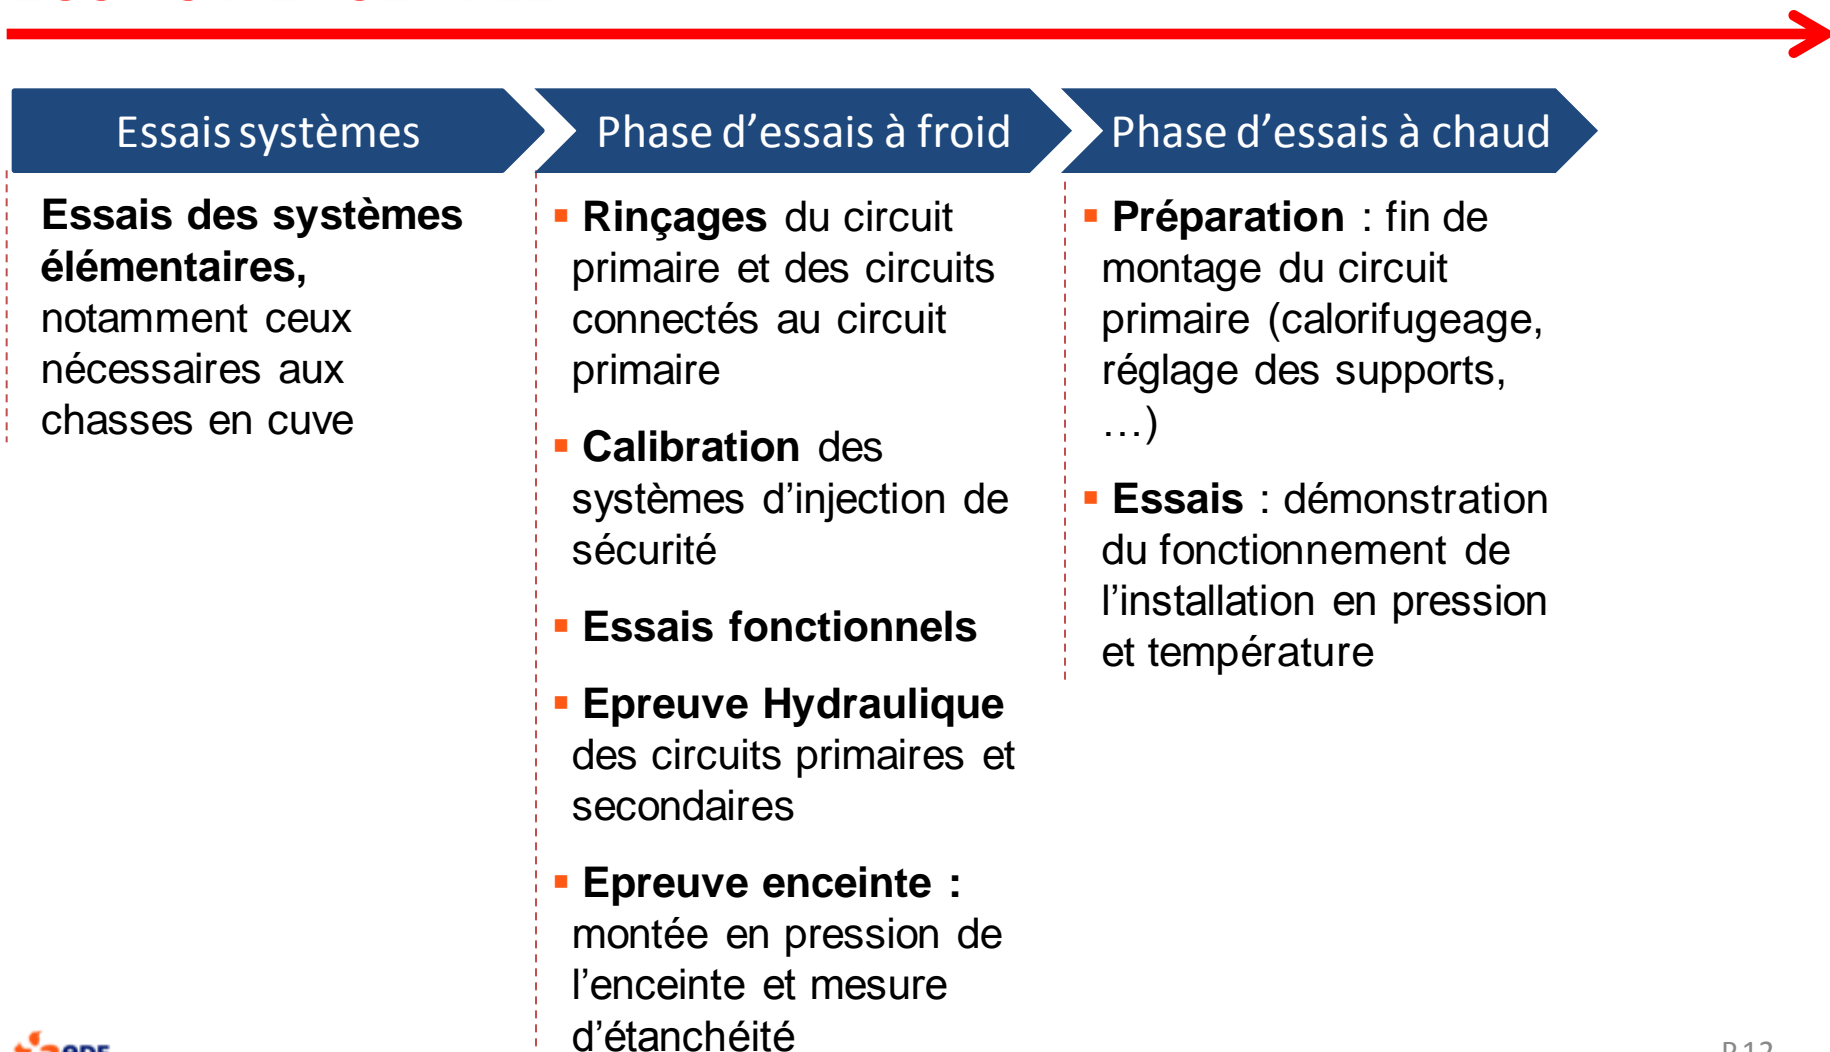 Essais systèmes
Phase d’essais à froid
Phase d’essais à chaud
Essais des systèmes
élémentaires,
notamment ceux
nécessaires aux
chasses en cuve
▪ Rinçages du circuit
primaire et des circuits
connectés au circuit
primaire
▪ Calibration des
systèmes d’injection de
sécurité
▪ Essais fonctionnels
▪ Epreuve Hydraulique
des circuits primaires et
secondaires
▪ Epreuve enceinte :
montée en pression de
l’enceinte et mesure
d’étanchéité
▪ Préparation : fin de
montage du circuit
primaire (calorifugeage,
réglage des supports,
…)
▪ Essais : démonstration
du fonctionnement de
l’installation en pression
et température
eDF
P.12